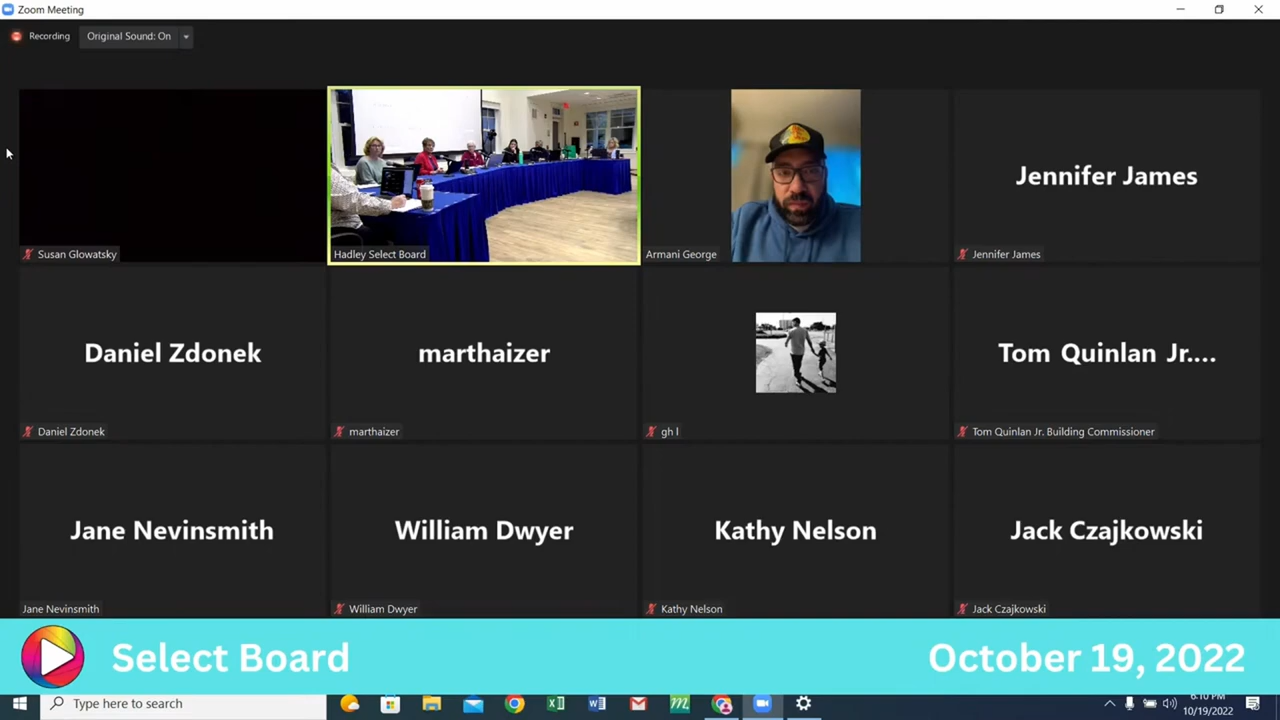 Zoom Meeting
Recording
Original Sound: On
Susan Glowatsky
Hadley Select Board
Armani George
Jennifer James
Jennifer James
Daniel Zdonek
Daniel Zdonek
marthaizer
marthaizer
gh l
Tom Quinlan Jr....
Tom Quinlan Jr. Building Commissioner
Jane Nevinsmith
Jane Nevinsmith
William Dwyer
William Dwyer
Kathy Nelson
Kathy Nelson
Jack Czajkowski
Jack Czajkowski
Select Board
October 19, 2022
Type here to search
6:10 PM
10/19/2022